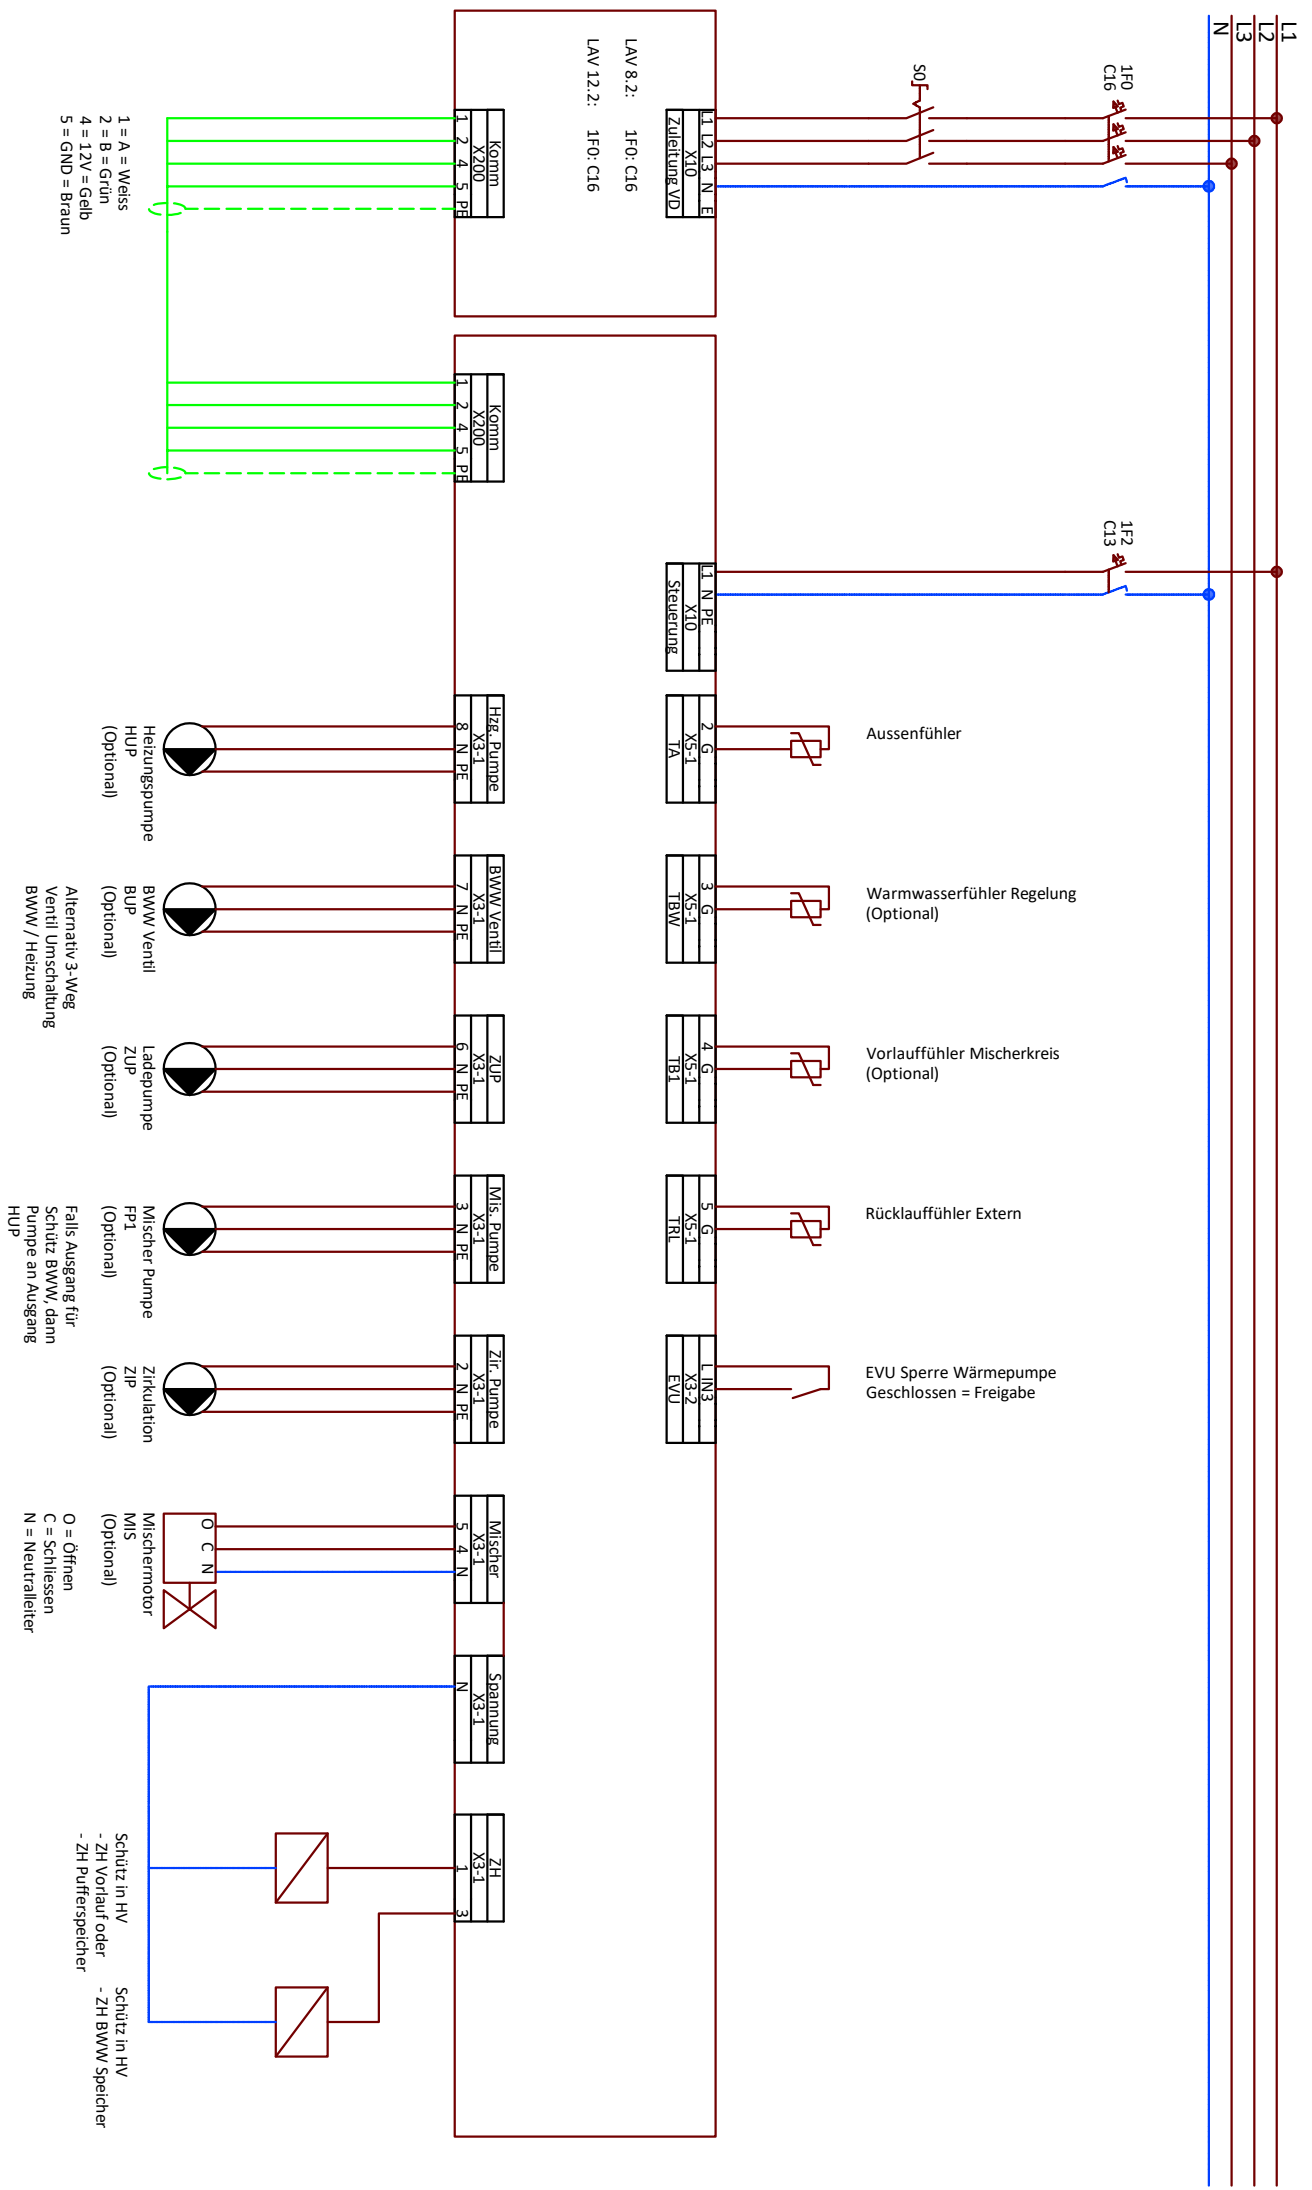 L1
L2
L3
N
1F0
C16
S0
L1 L2 L3 N E
X10
Zuleitung VD
LAV 8.2: 1F0: C16
LAV 12.2: 1F0: C16
Komm
X200
1 2 4 5 PE
1 = A = Weiss
2 = B = Grün
4 = 12V = Gelb
5 = GND = Braun
Komm
X200
1 2 4 5 PE
1F2
C13
L1 N PE
X10
Steuerung
Aussenfühler
2 G
X5-1
TA
Warmwasserfühler Regelung
(Optional)
3 G
X5-1
TBW
Vorlauffühler Mischerkreis
(Optional)
4 G
X5-1
TB1
Rücklauffühler Extern
5 G
X5-1
TRL
EVU Sperre Wärmepumpe
Geschlossen = Freigabe
L IN3
X3-2
EVU
Hzg. Pumpe
X3-1
8 N PE
Heizungspumpe
HUP
(Optional)
BWW Ventil
X3-1
7 N PE
BWW Ventil
BUP
(Optional)
Alternativ 3-Weg
Ventil Umschaltung
BWW / Heizung
ZUP
X3-1
6 N PE
Ladepumpe
ZUP
(Optional)
Mis. Pumpe
X3-1
3 N PE
Mischer Pumpe
FP1
(Optional)
Falls Ausgang für
Schütz BWW, dann
Pumpe an Ausgang
HUP
Zir. Pumpe
X3-1
2 N PE
Zirkulation
ZIP
(Optional)
Mischer
X3-1
5 4 N
O C N
Mischermotor
MIS
(Optional)
O = Öffnen
C = Schliessen
N = Neutralleiter
Spannung
X3-1
N
ZH
X3-1
1 3
Schütz in HV
- ZH Vorlauf oder
- ZH Pufferspeicher
Schütz in HV
- ZH BWW Speicher